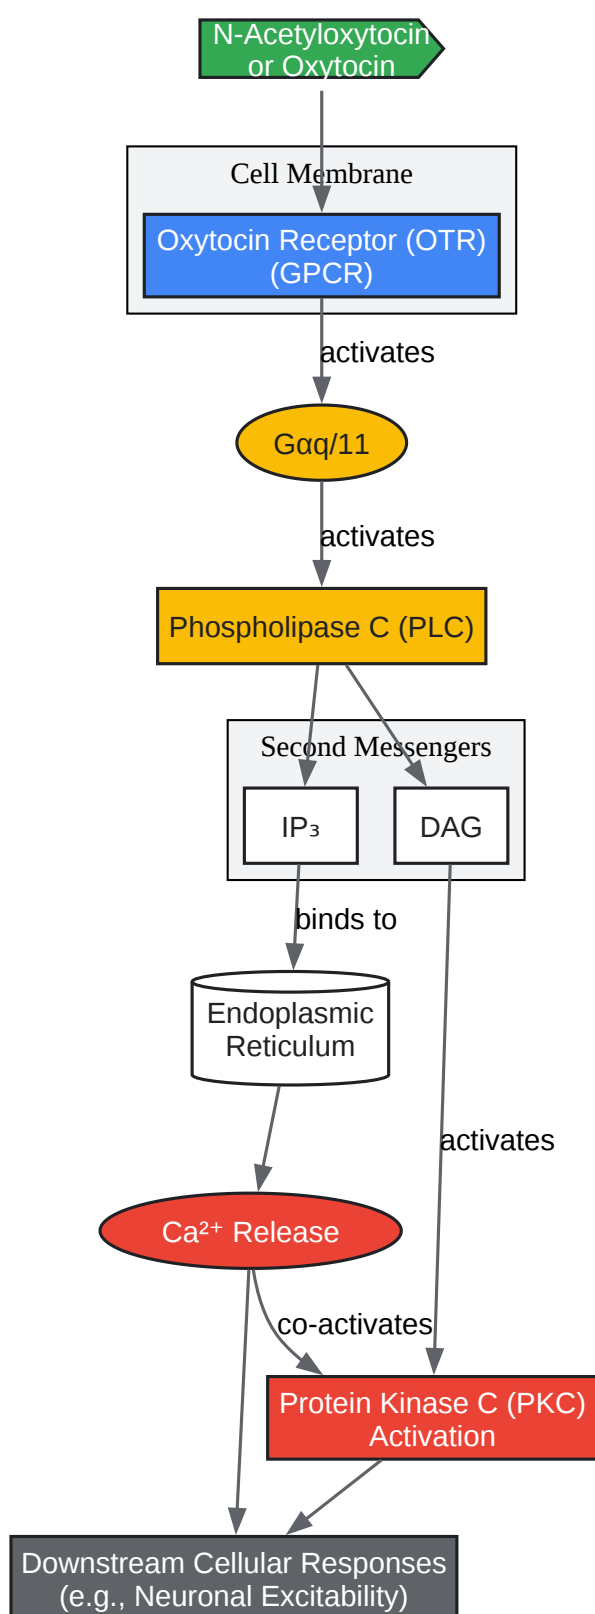 N-Acetyloxytocin
or Oxytocin
Cell Membrane
Oxytocin Receptor (OTR)
(GPCR)
activates
Gαq/11
activates
Phospholipase C (PLC)
Second Messengers
IP₃
DAG
binds to
Endoplasmic
Reticulum
activates
Ca²⁺ Release
co-activates
Protein Kinase C (PKC)
Activation
Downstream Cellular Responses
(e.g., Neuronal Excitability)